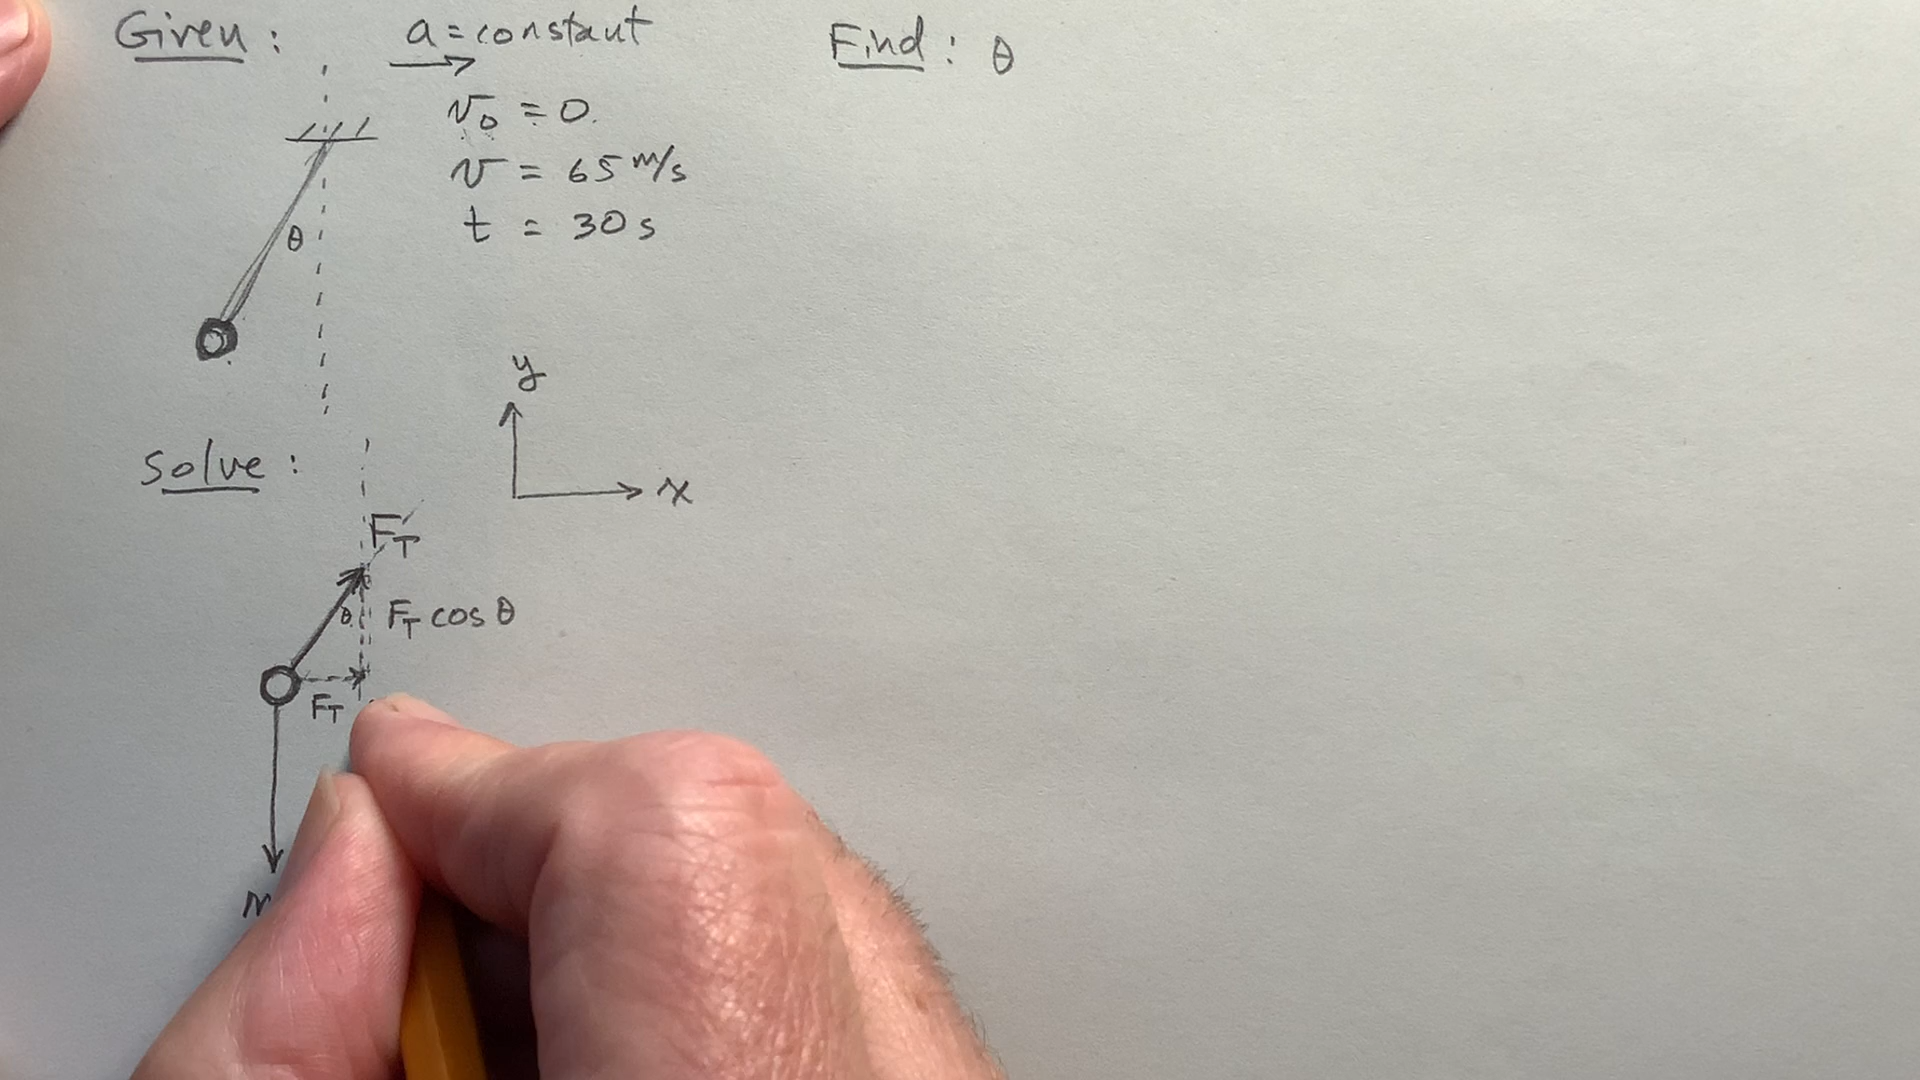 Given :
a = constant
v₀ = 0
v = 65 m/s
t = 30 s
θ
Find : θ
Solve :
y
x
F_T
θ
F_T cos θ
F_T